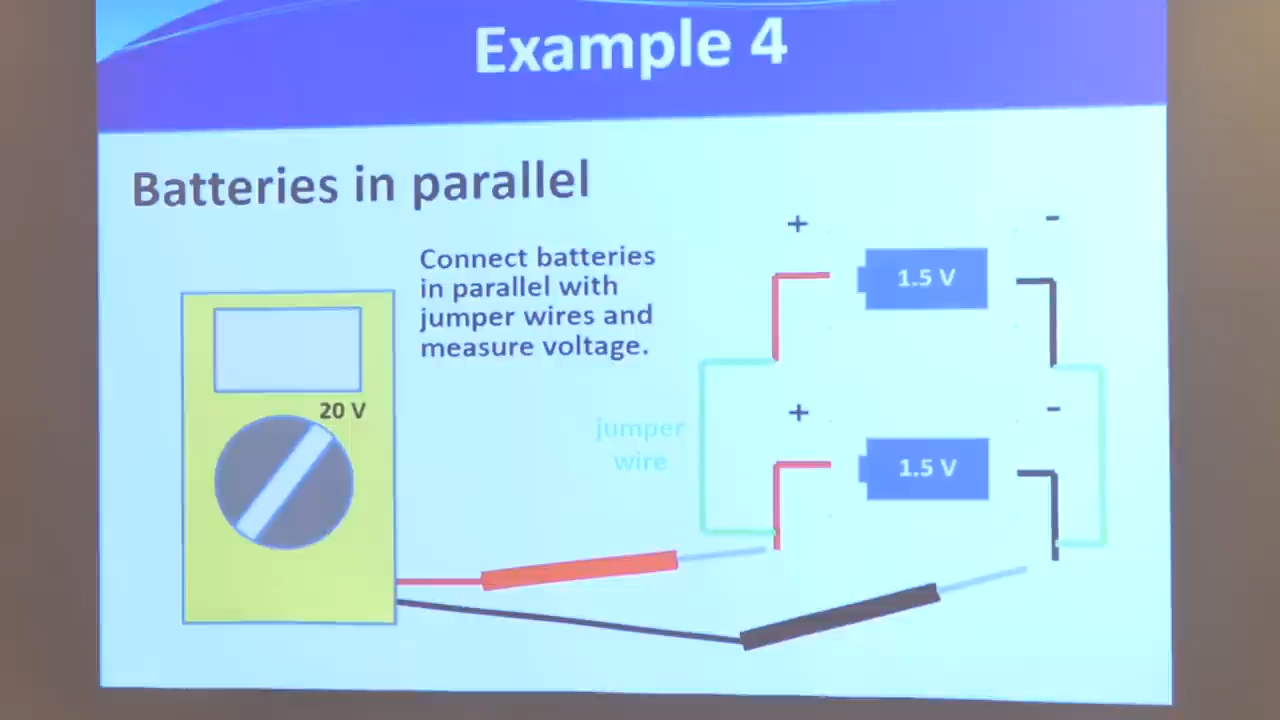 Example 4
Batteries in parallel
Connect batteries
in parallel with
jumper wires and
measure voltage.
20 V
jumper
wire
+
-
1.5 V
+
-
1.5 V